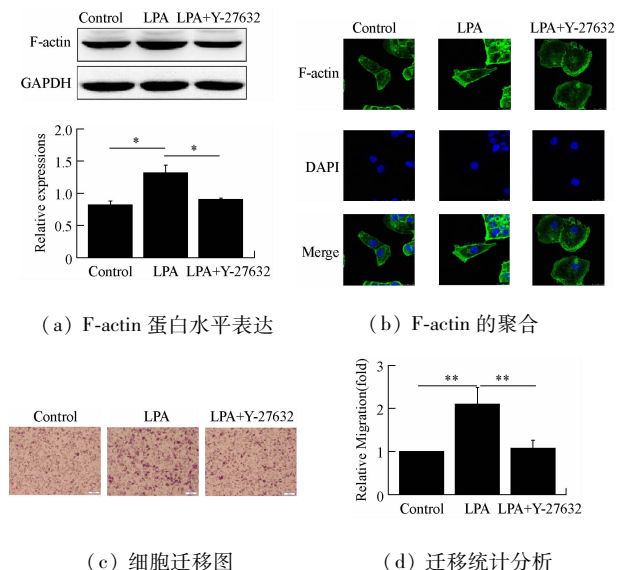 Control LPA LPA+Y-27632
F-actin
GAPDH
Relative expressions
2.0
1.5
1.0
0.5
0
* *
Control LPA LPA+Y-27632
(a) F-actin 蛋白水平表达
Control LPA LPA+Y-27632
F-actin
DAPI
Merge
(b) F-actin 的聚合
Control LPA LPA+Y-27632
(c) 细胞迁移图
Relative Migration(fold)
3
2
1
0
** **
Control LPA LPA+Y-27632
(d) 迁移统计分析